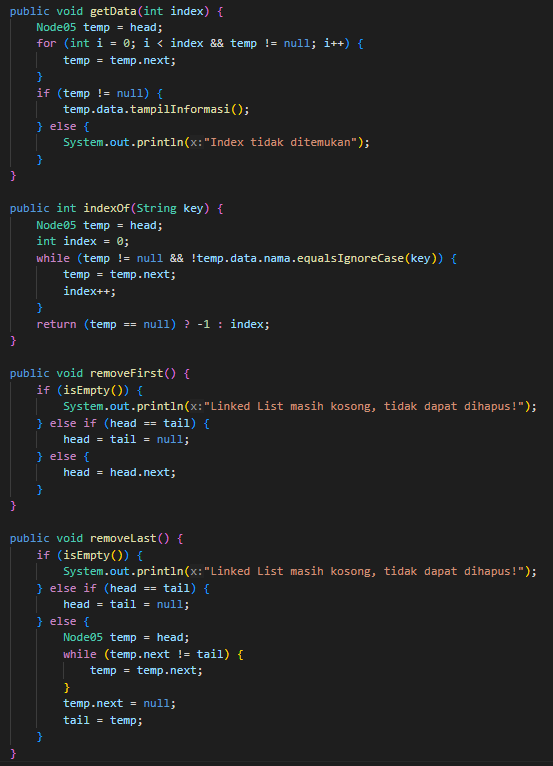 public void getData(int index) {
    Node05 temp = head;
    for (int i = 0; i < index && temp != null; i++) {
        temp = temp.next;
    }
    if (temp != null) {
        temp.data.tampilInformasi();
    } else {
        System.out.println(x:"Index tidak ditemukan");
    }
}

public int indexOf(String key) {
    Node05 temp = head;
    int index = 0;
    while (temp != null && !temp.data.nama.equalsIgnoreCase(key)) {
        temp = temp.next;
        index++;
    }
    return (temp == null) ? -1 : index;
}

public void removeFirst() {
    if (isEmpty()) {
        System.out.println(x:"Linked List masih kosong, tidak dapat dihapus!");
    } else if (head == tail) {
        head = tail = null;
    } else {
        head = head.next;
    }
}

public void removeLast() {
    if (isEmpty()) {
        System.out.println(x:"Linked List masih kosong, tidak dapat dihapus!");
    } else if (head == tail) {
        head = tail = null;
    } else {
        Node05 temp = head;
        while (temp.next != tail) {
            temp = temp.next;
        }
        temp.next = null;
        tail = temp;
    }
}